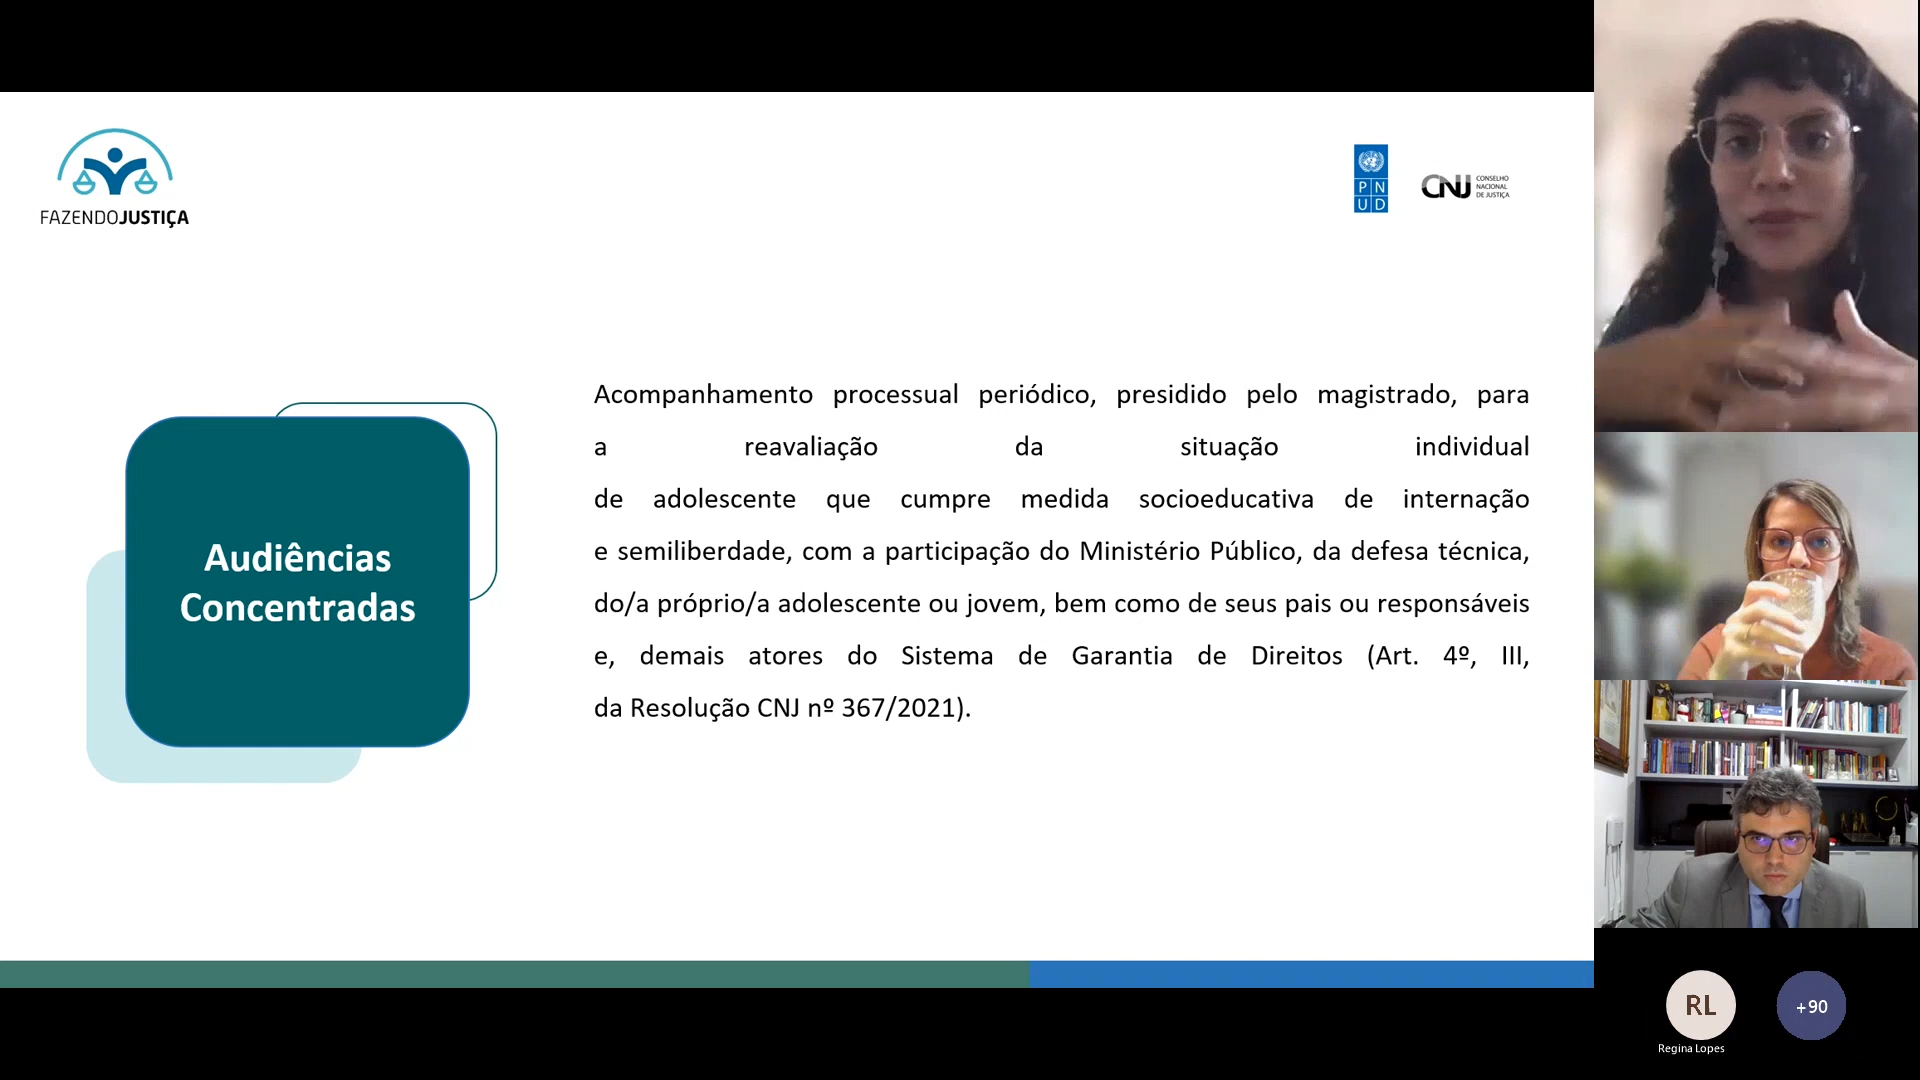 FAZENDOJUSTIÇA
P N
U D
CNJ
CONSELHO
NACIONAL
DE JUSTIÇA
Audiências
Concentradas
Acompanhamento processual periódico, presidido pelo magistrado, para
a reavaliação da situação individual
de adolescente que cumpre medida socioeducativa de internação
e semiliberdade, com a participação do Ministério Público, da defesa técnica,
do/a próprio/a adolescente ou jovem, bem como de seus pais ou responsáveis
e, demais atores do Sistema de Garantia de Direitos (Art. 4º, III,
da Resolução CNJ nº 367/2021).
RL
+90
Regina Lopes